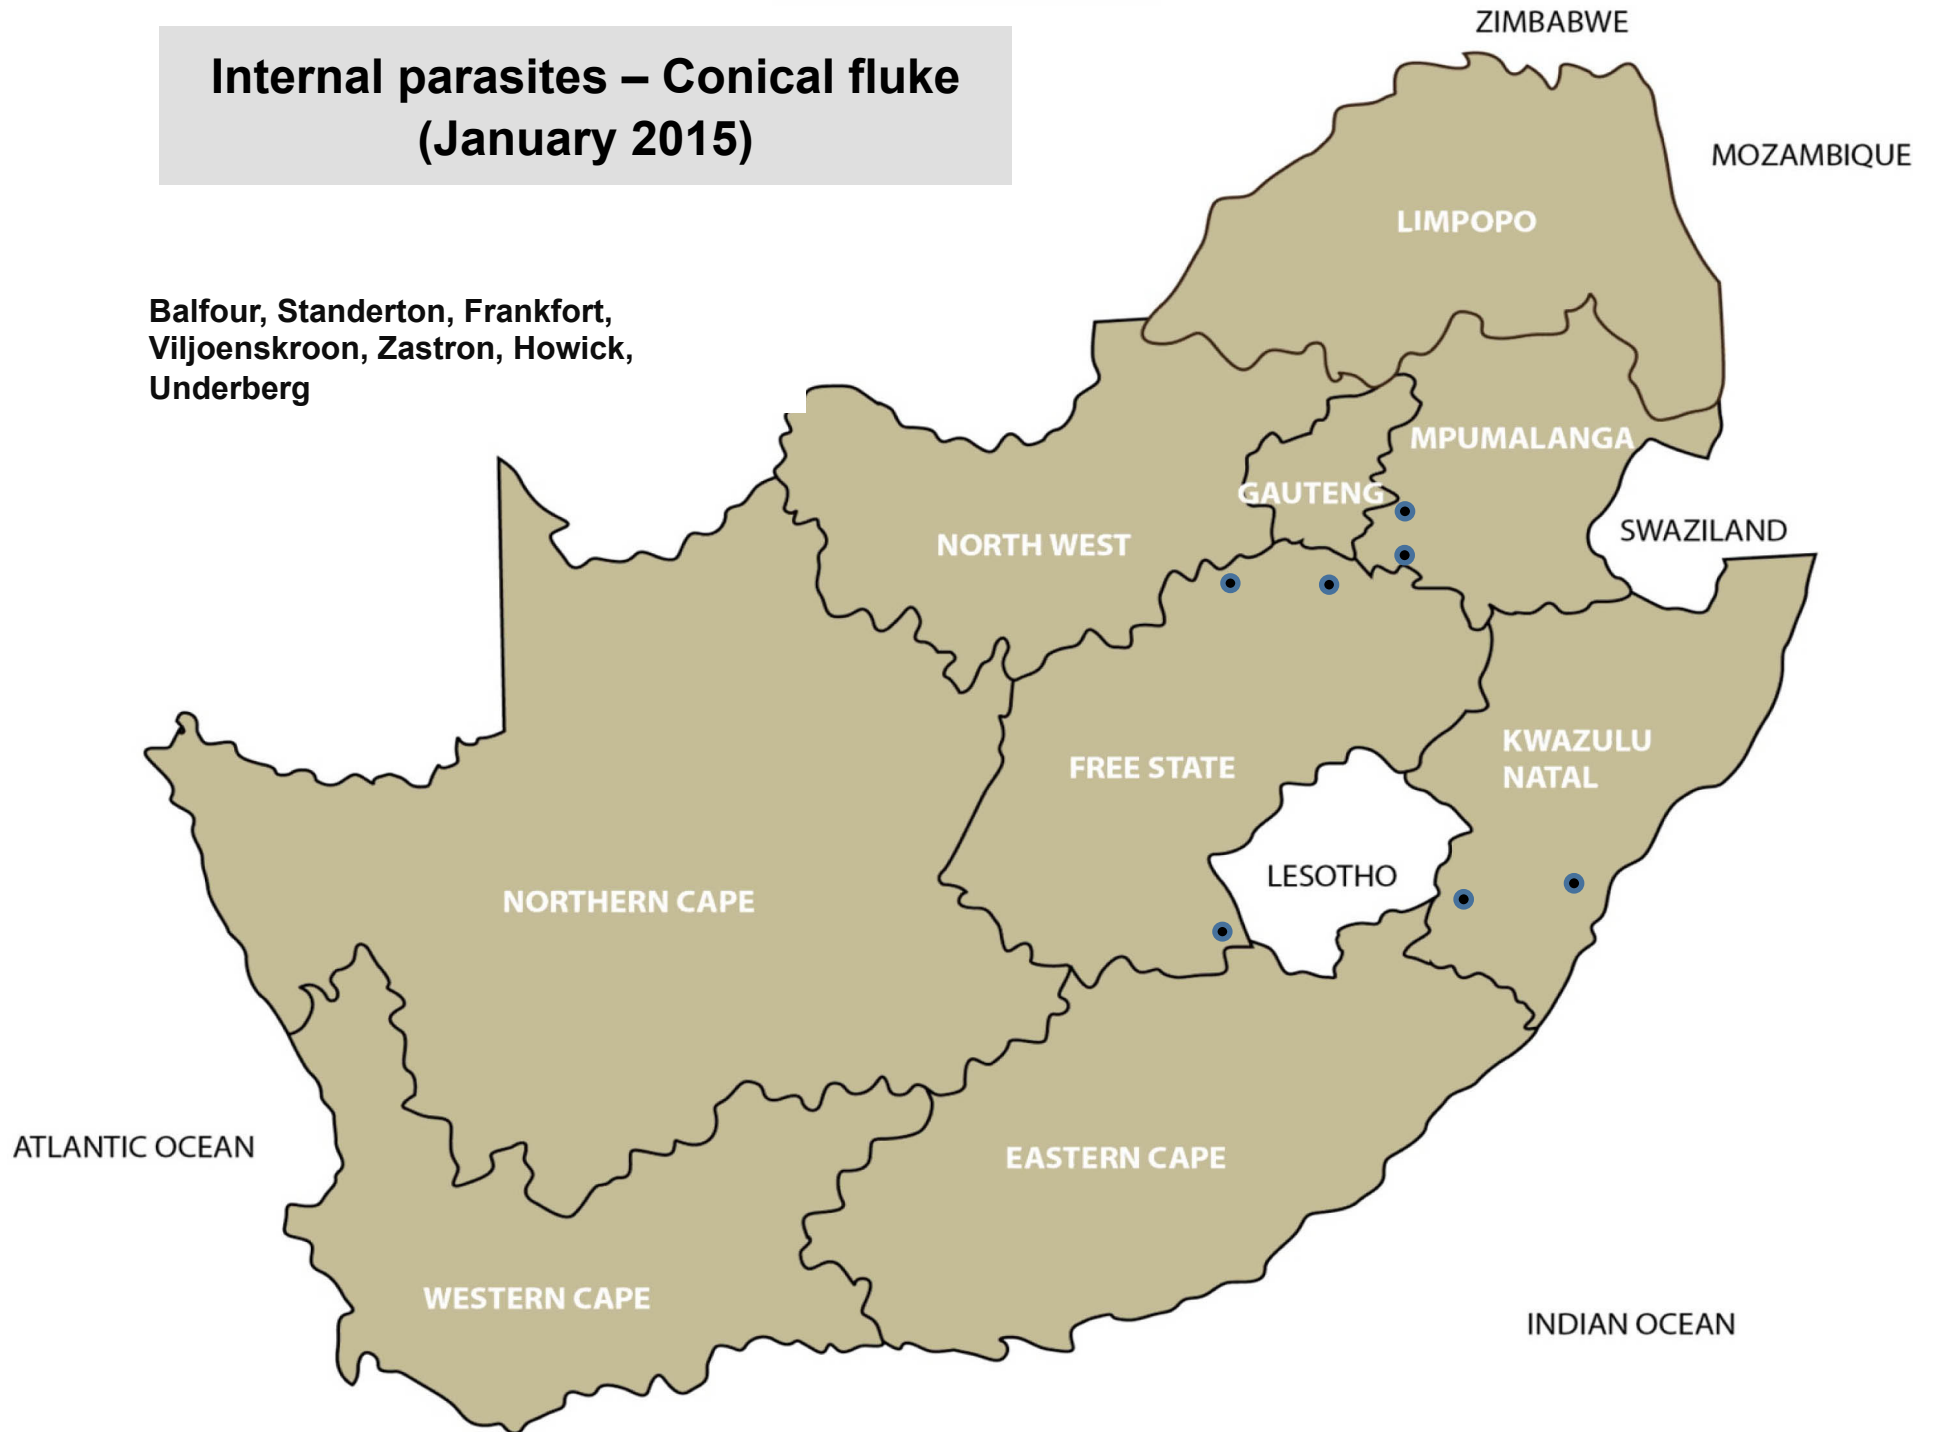 Internal parasites – Conical fluke
(January 2015)
Balfour, Standerton, Frankfort,
Viljoenskroon, Zastron, Howick,
Underberg
ZIMBABWE
MOZAMBIQUE
LIMPOPO
MPUMALANGA
GAUTENG
NORTH WEST
SWAZILAND
KWAZULU
NATAL
FREE STATE
LESOTHO
NORTHERN CAPE
ATLANTIC OCEAN
EASTERN CAPE
WESTERN CAPE
INDIAN OCEAN